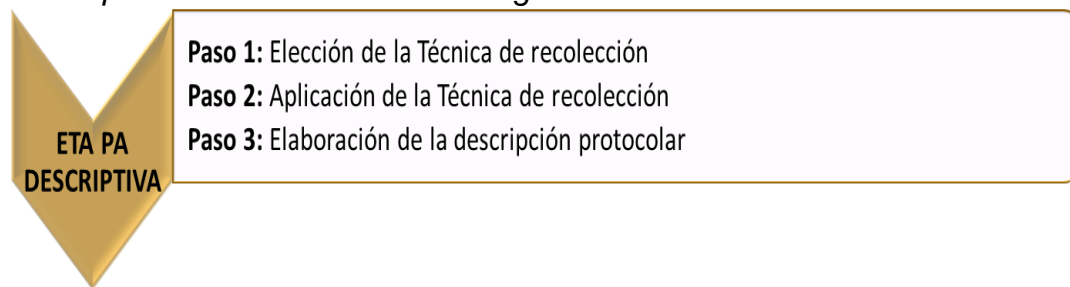 Paso 1: Elección de la Técnica de recolección
Paso 2: Aplicación de la Técnica de recolección
Paso 3: Elaboración de la descripción protocolar
ETA PA
DESCRIPTIVA